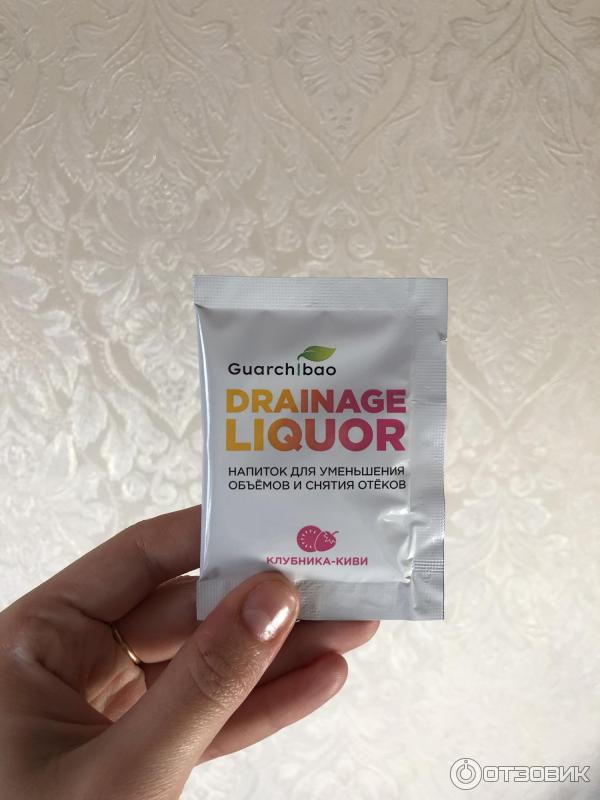 Guarchibao
DRAINAGE
LIQUOR
НАПИТОК ДЛЯ УМЕНЬШЕНИЯ
ОБЪЁМОВ И СНЯТИЯ ОТЁКОВ
КЛУБНИКА-КИВИ
ОТЗОВИК